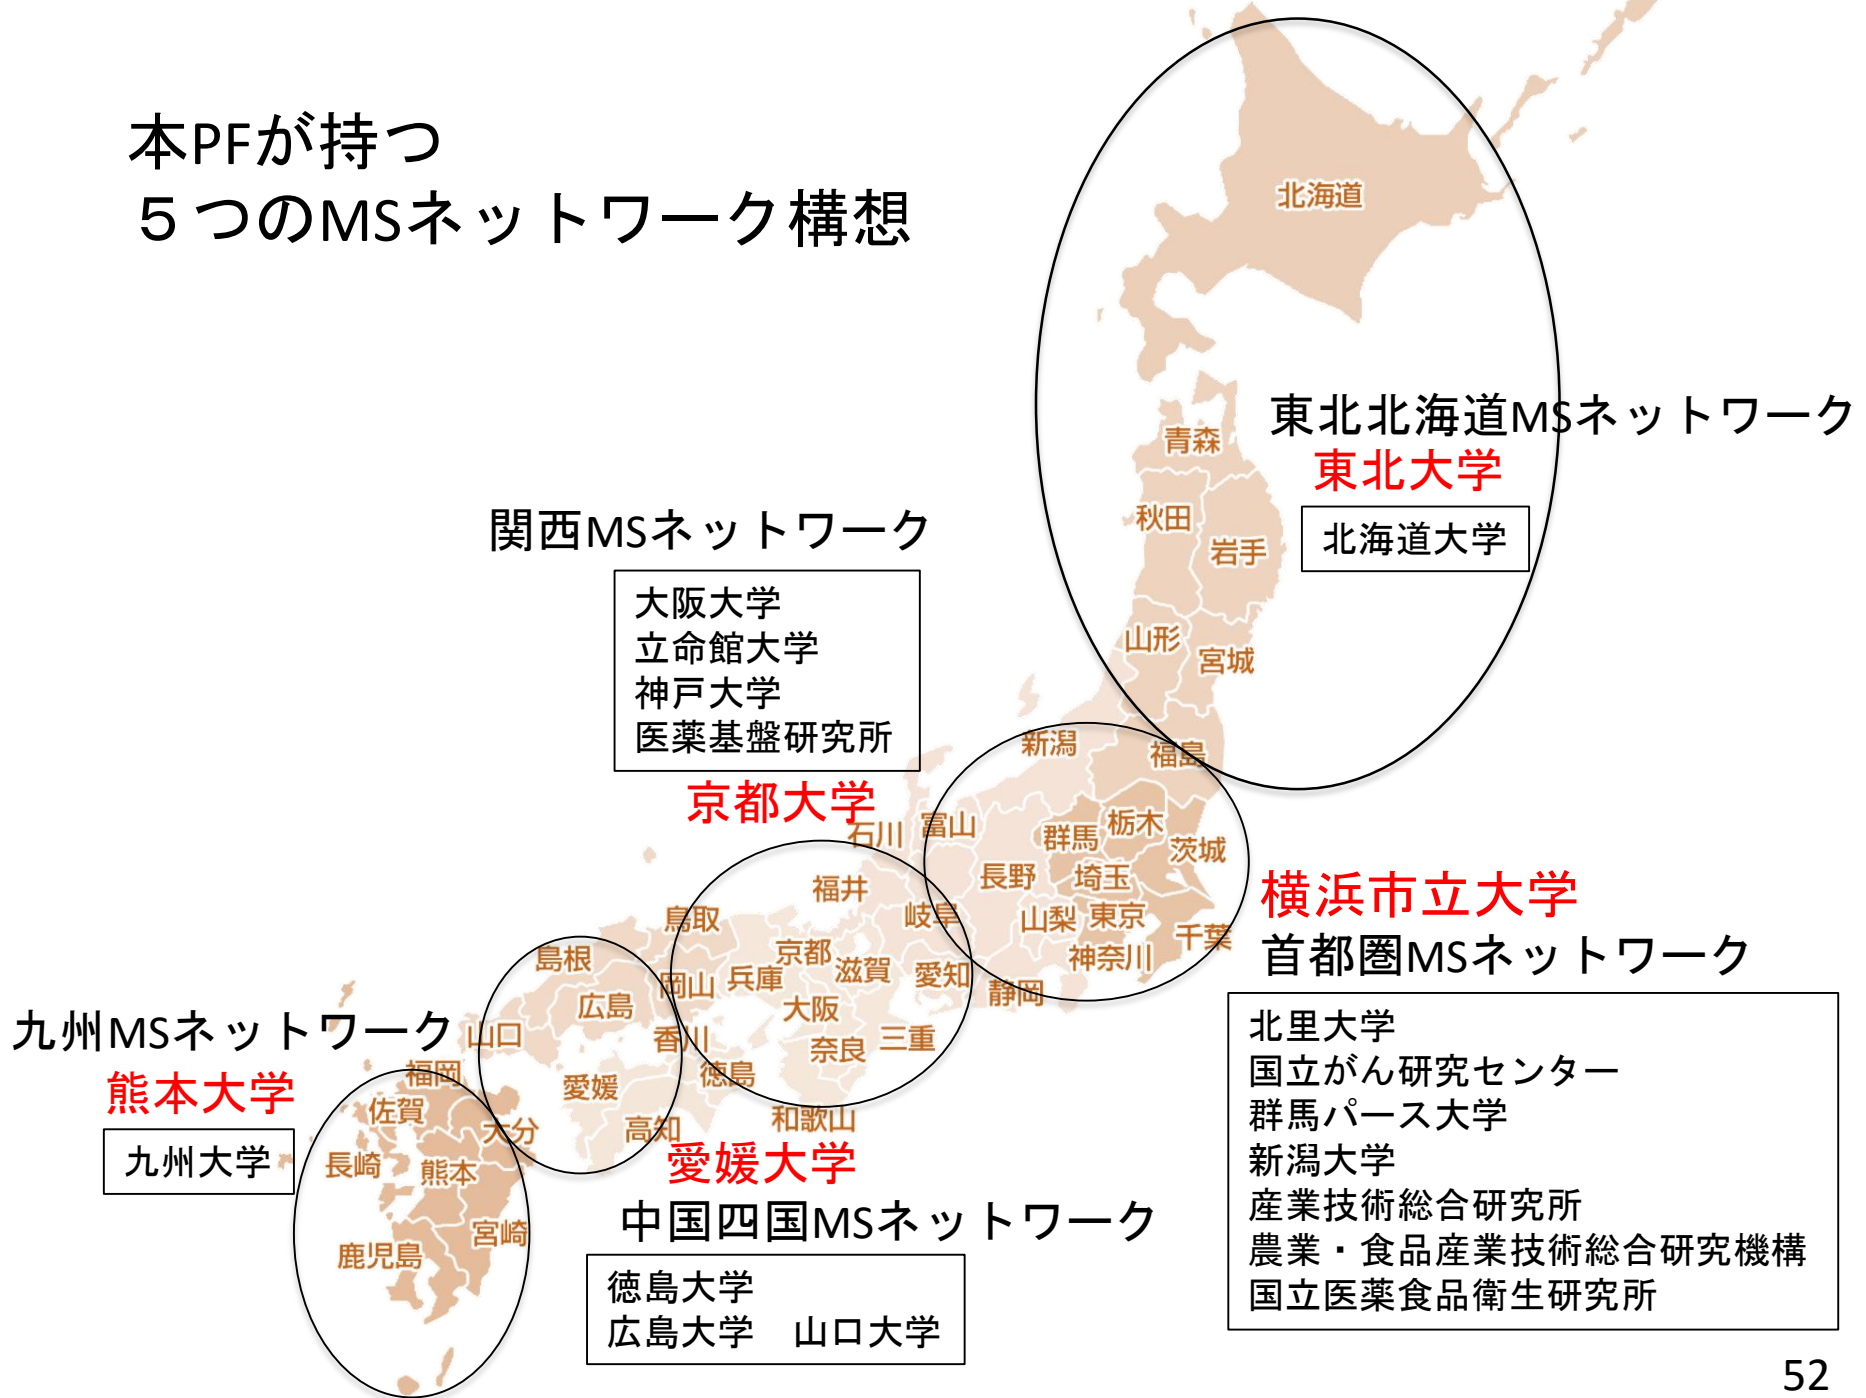 本PFが持つ
５つのMSネットワーク構想
北海道
東北北海道MSネットワーク
東北大学
北海道大学
青森
秋田
岩手
山形
宮城
関西MSネットワーク
大阪大学
立命館大学
神戸大学
医薬基盤研究所
京都大学
新潟
福島
石川
富山
群馬
栃木
茨城
長野
埼玉
福井
岐阜
山梨
東京
千葉
神奈川
静岡
鳥取
京都
滋賀
愛知
兵庫
大阪
三重
奈良
和歌山
島根
岡山
広島
山口
香川
徳島
愛媛
高知
横浜市立大学
首都圏MSネットワーク
北里大学
国立がん研究センター
群馬パース大学
新潟大学
産業技術総合研究所
農業・食品産業技術総合研究機構
国立医薬食品衛生研究所
九州MSネットワーク
熊本大学
九州大学
福岡
佐賀
大分
長崎
熊本
宮崎
鹿児島
愛媛大学
中国四国MSネットワーク
徳島大学
広島大学　山口大学
52